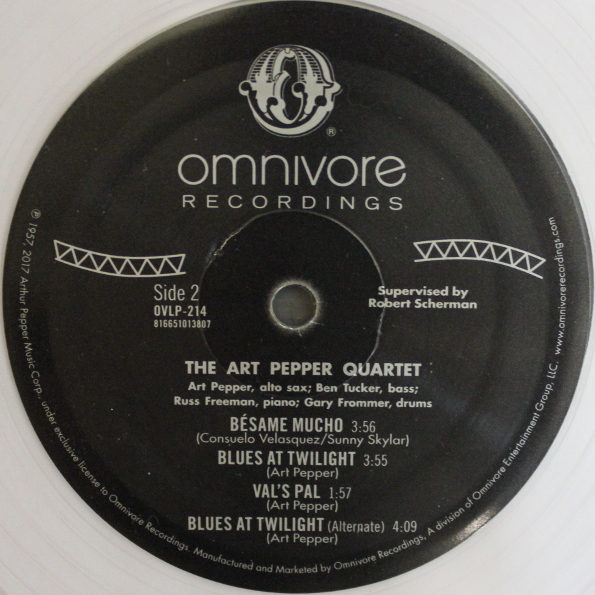 ®
omnivore
RECORDINGS
Side 2
OVLP-214
816651013807
Supervised by
Robert Scherman
THE ART PEPPER QUARTET
Art Pepper, alto sax; Ben Tucker, bass;
Russ Freeman, piano; Gary Frommer, drums
BÉSAME MUCHO 3:56
(Consuelo Velasquez/Sunny Skylar)
BLUES AT TWILIGHT 3:55
(Art Pepper)
VAL'S PAL 1:57
(Art Pepper)
BLUES AT TWILIGHT (Alternate) 4:09
(Art Pepper)
℗ 1957, 2017 Arthur Pepper Music Corp., under exclusive license to Omnivore Recordings. Manufactured and Marketed by Omnivore Recordings, A division of Omnivore Entertainment Group, LLC. www.omnivorerecordings.com